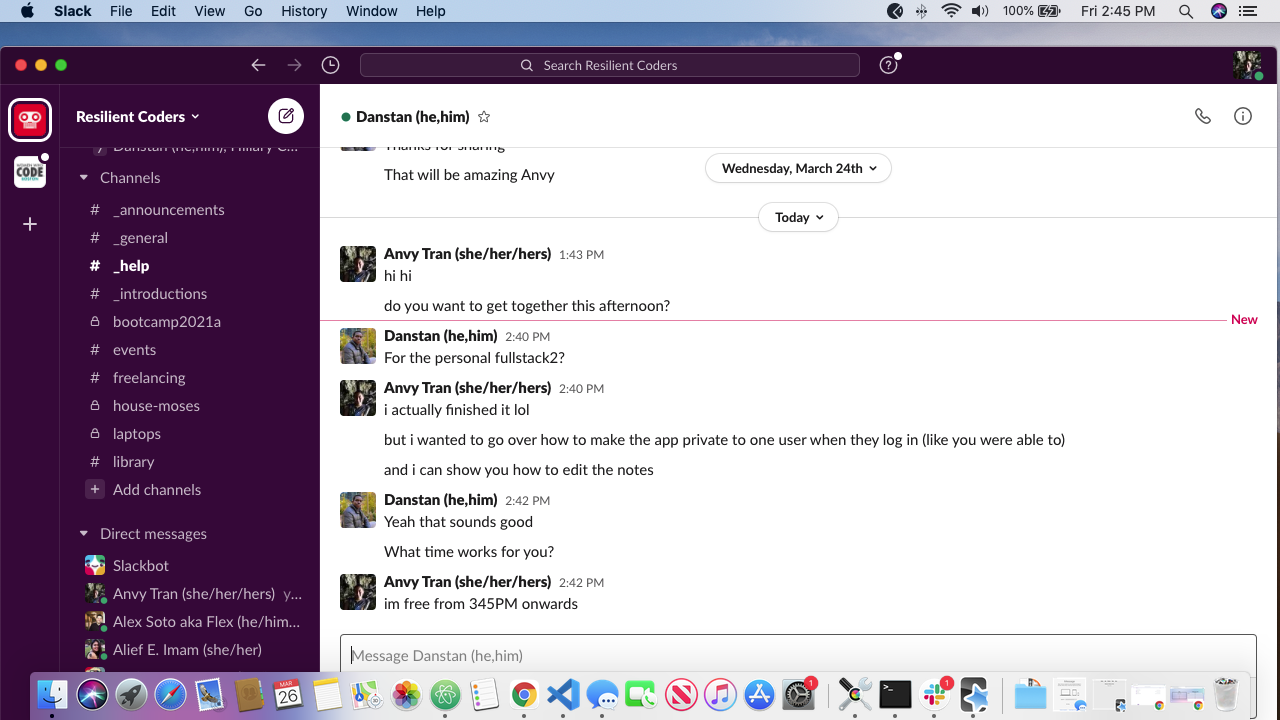 Slack File Edit View Go History Window Help 100% Fri 2:45 PM
Search Resilient Coders
Resilient Coders
CODE
Danstan (he,him), Hillary C...
Channels
# _announcements
# _general
# _help
# _introductions
bootcamp2021a
# events
# freelancing
house-moses
laptops
# library
+ Add channels
Direct messages
Slackbot
Anvy Tran (she/her/hers) y...
Alex Soto aka Flex (he/him...
Alief E. Imam (she/her)
Danstan (he,him)
Thanks for sharing
That will be amazing Anvy
Wednesday, March 24th
Today
Anvy Tran (she/her/hers) 1:43 PM
hi hi
do you want to get together this afternoon?
New
Danstan (he,him) 2:40 PM
For the personal fullstack2?
Anvy Tran (she/her/hers) 2:40 PM
i actually finished it lol
but i wanted to go over how to make the app private to one user when they log in (like you were able to)
and i can show you how to edit the notes
Danstan (he,him) 2:42 PM
Yeah that sounds good
What time works for you?
Anvy Tran (she/her/hers) 2:42 PM
im free from 345PM onwards
Message Danstan (he,him)
MAR
26
1
1